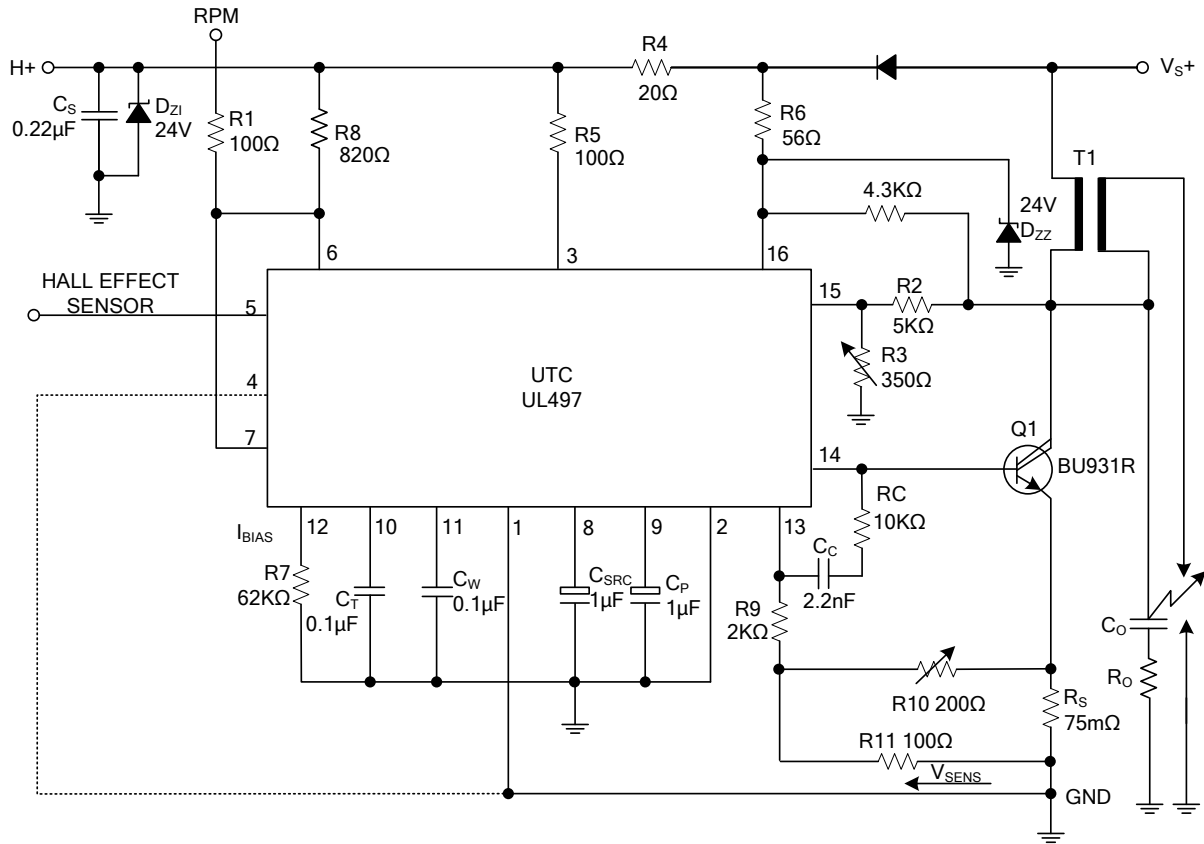 RPM
H+
R4
20Ω
VS+
CS
0.22µF
DZI
24V
R1
100Ω
R8
820Ω
R5
100Ω
R6
56Ω
T1
4.3KΩ
24V
DZZ
6
3
16
HALL EFFECT
SENSOR
5
15
R2
5KΩ
R3
350Ω
4
UTC
UL497
7
14
Q1
BU931R
RC
10KΩ
IBIAS
12
10
11
1
8
9
2
13
R7
62KΩ
CT
0.1µF
CW
0.1µF
CSRC
1µF
CP
1µF
CC
2.2nF
R9
2KΩ
CO
RO
R10 200Ω
RS
75mΩ
R11 100Ω
VSENS
GND